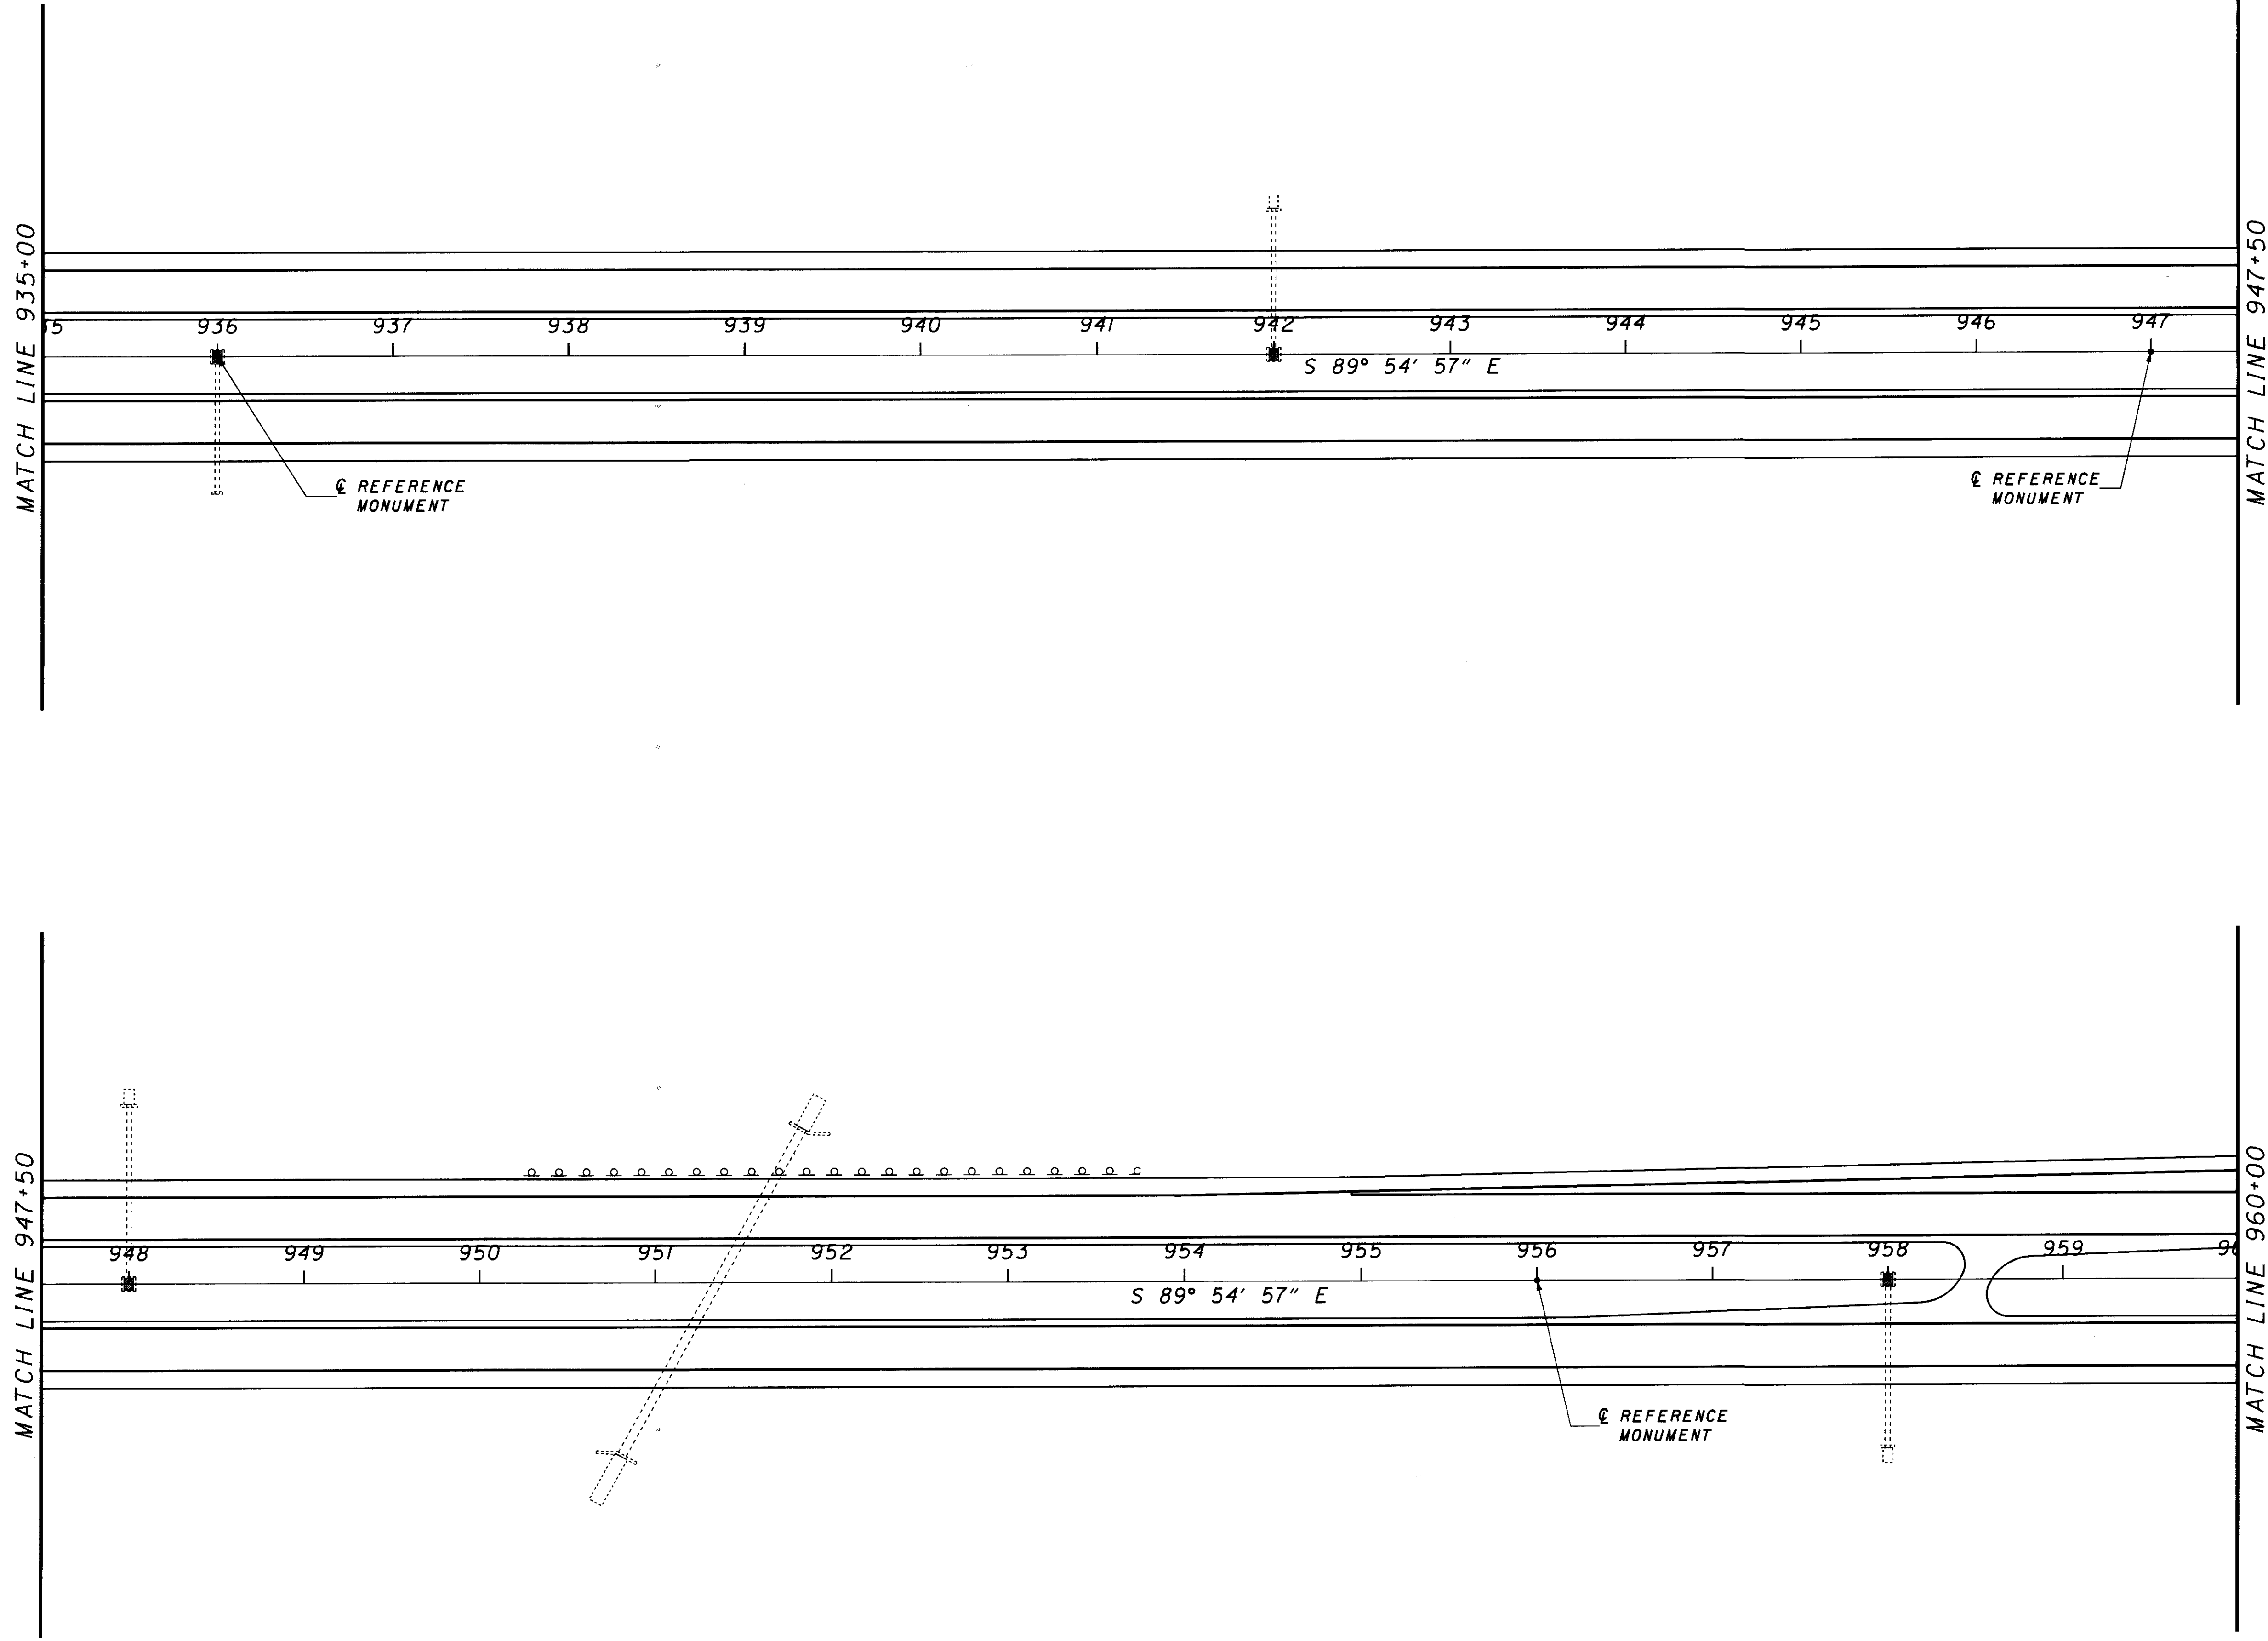 MATCH LINE 935+00
35 936 937 938 939 940 941 942 943 944 945 946 947
S 89° 54' 57" E
℄ REFERENCE
MONUMENT
℄ REFERENCE
MONUMENT
MATCH LINE 947+50
MATCH LINE 947+50
948 949 950 951 952 953 954 955 956 957 958 959
S 89° 54' 57" E
℄ REFERENCE
MONUMENT
MATCH LINE 960+00